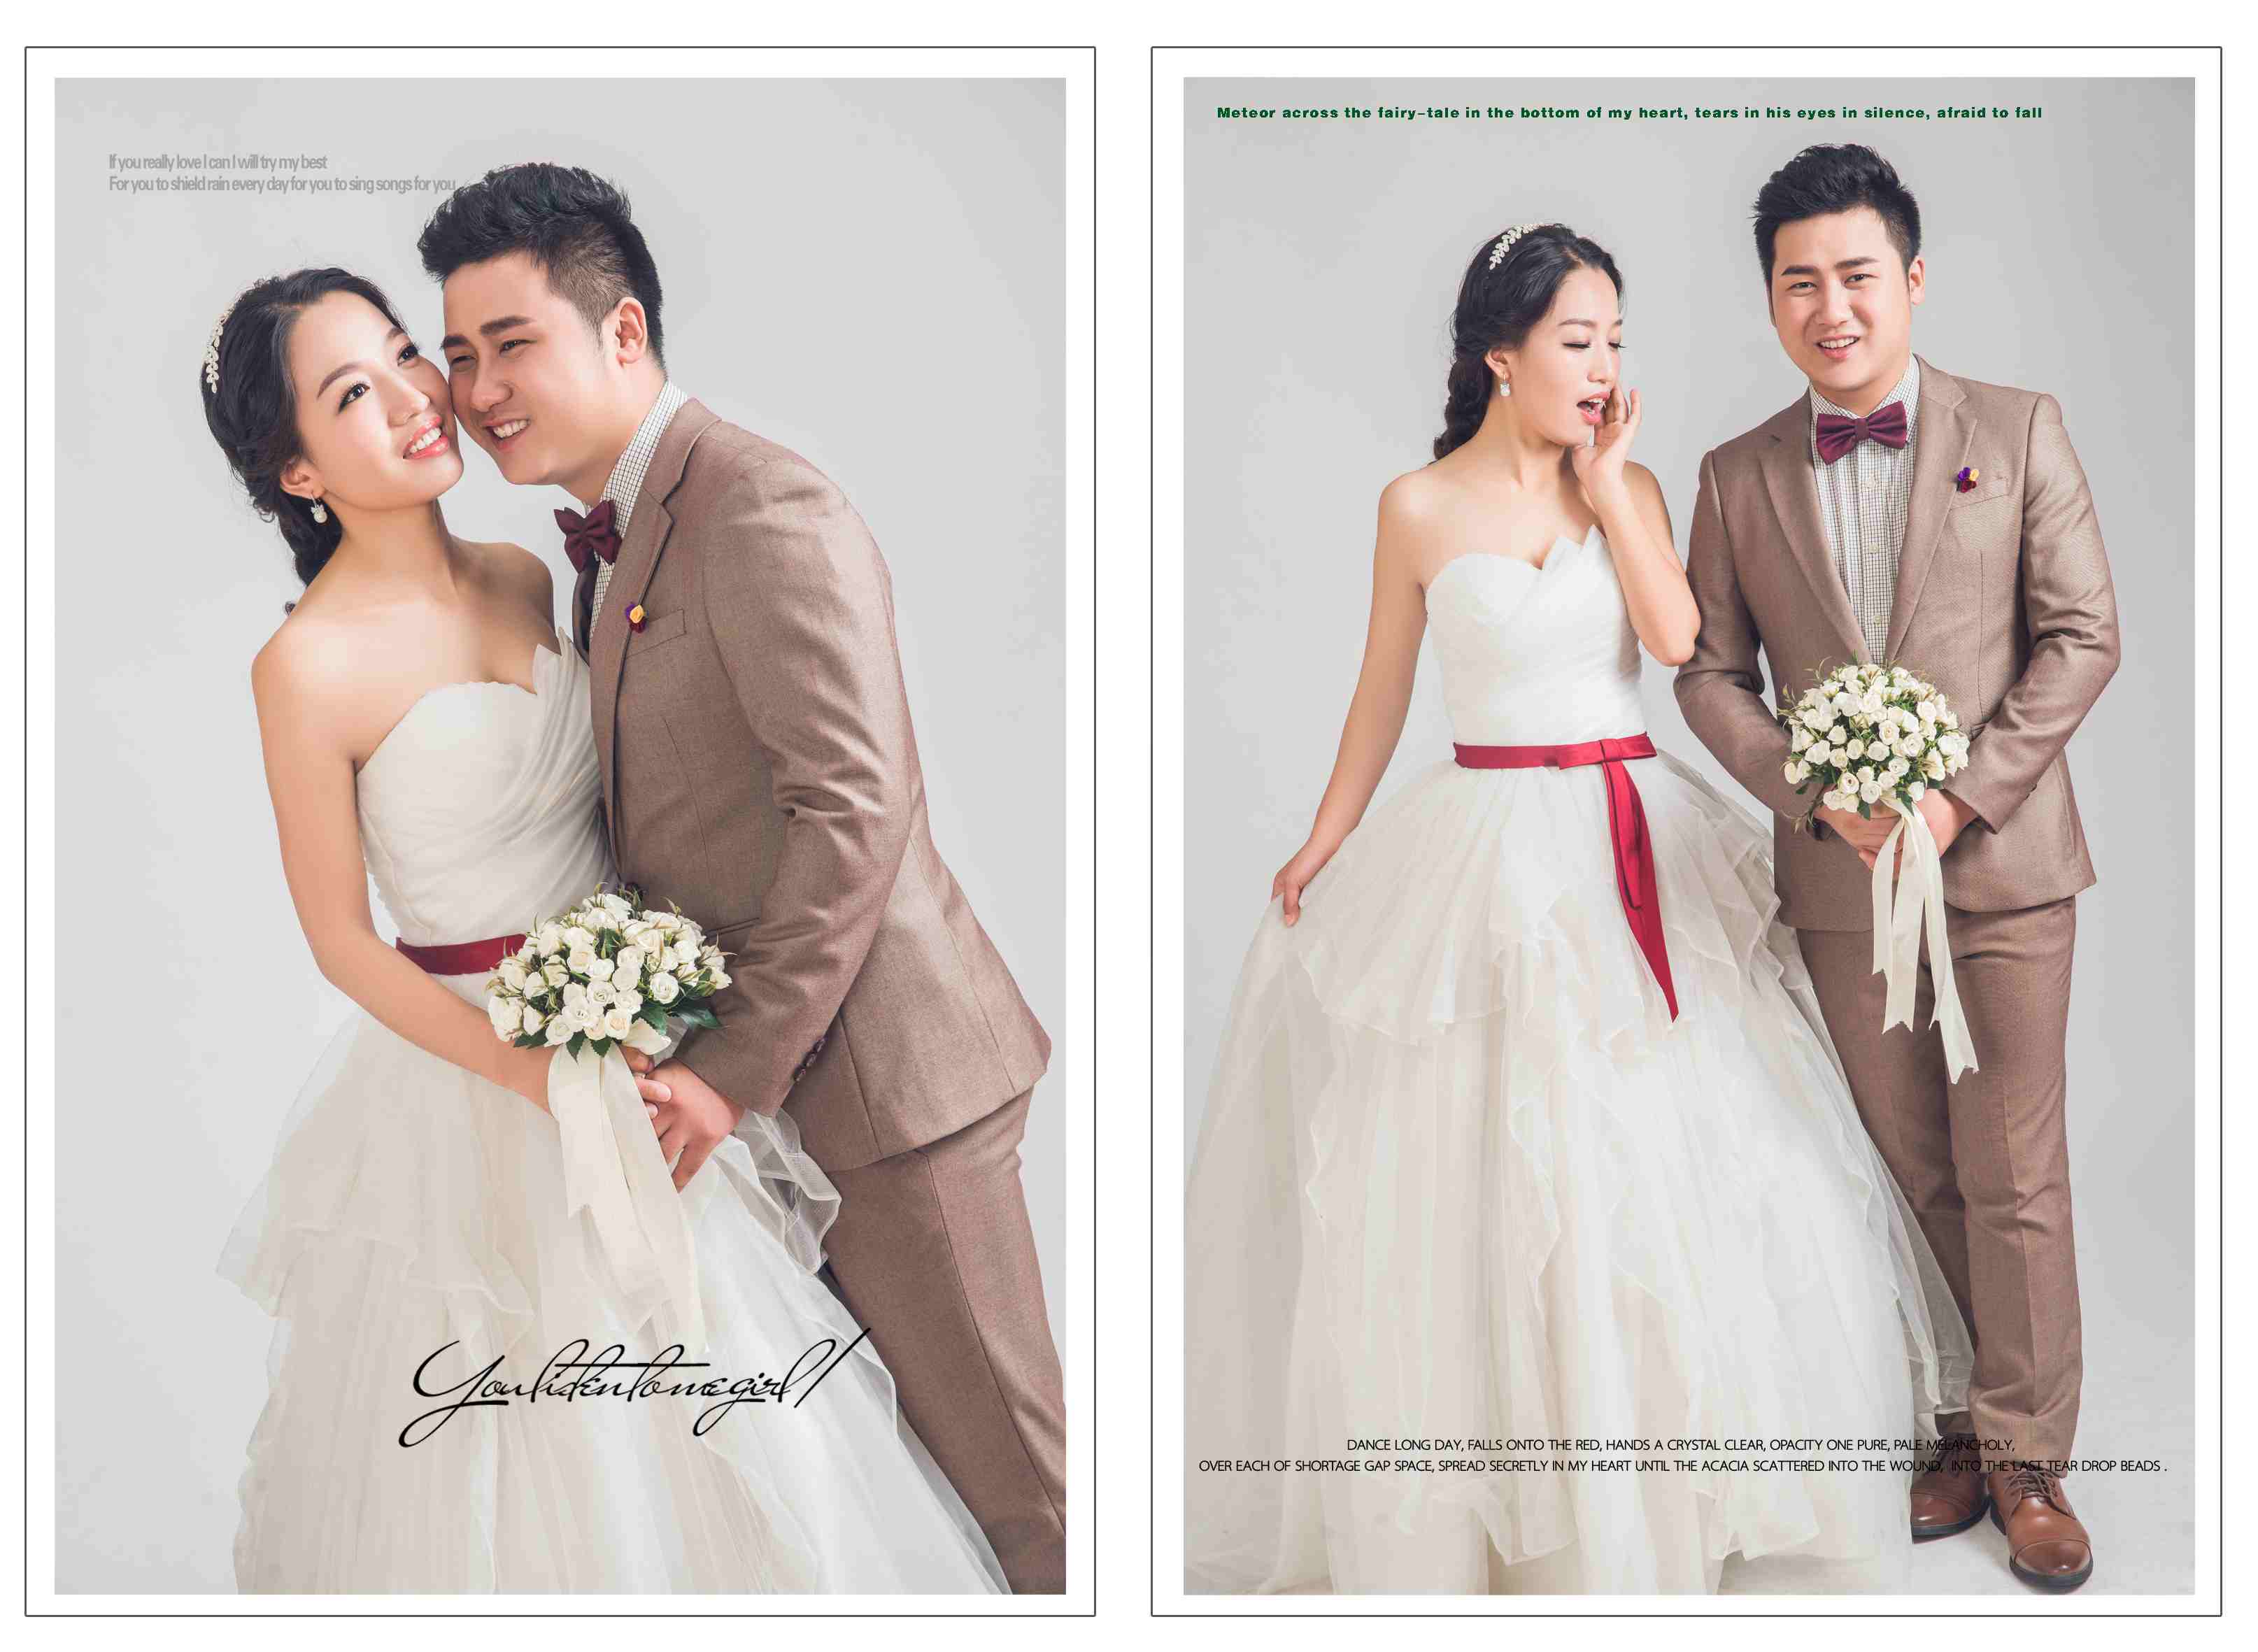 If you really love I can I will try my best
For you to shield rain every day for you to sing songs for you
Meteor across the fairy-tale in the bottom of my heart, tears in his eyes in silence, afraid to fall
DANCE LONG DAY, FALLS ONTO THE RED, HANDS A CRYSTAL CLEAR, OPACITY ONE PURE, PALE MELANCHOLY,
OVER EACH OF SHORTAGE GAP SPACE, SPREAD SECRETLY IN MY HEART UNTIL THE ACACIA SCATTERED INTO THE WOUND, INTO THE LAST TEAR DROP BEADS .